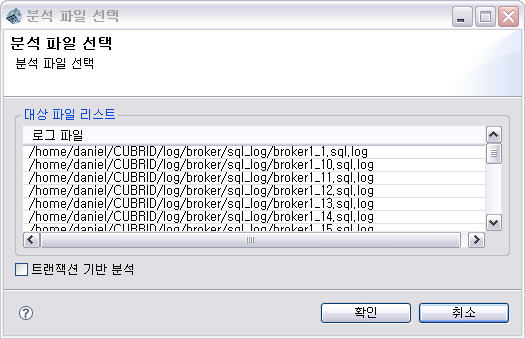 분석 파일 선택
분석 파일 선택
분석 파일 선택
대상 파일 리스트
로그 파일
/home/daniel/CUBRID/log/broker/sql_log/broker1_1.sql.log
/home/daniel/CUBRID/log/broker/sql_log/broker1_10.sql.log
/home/daniel/CUBRID/log/broker/sql_log/broker1_11.sql.log
/home/daniel/CUBRID/log/broker/sql_log/broker1_12.sql.log
/home/daniel/CUBRID/log/broker/sql_log/broker1_13.sql.log
/home/daniel/CUBRID/log/broker/sql_log/broker1_14.sql.log
/home/daniel/CUBRID/log/broker/sql_log/broker1_15.sql.log
트랜잭션 기반 분석
확인 취소